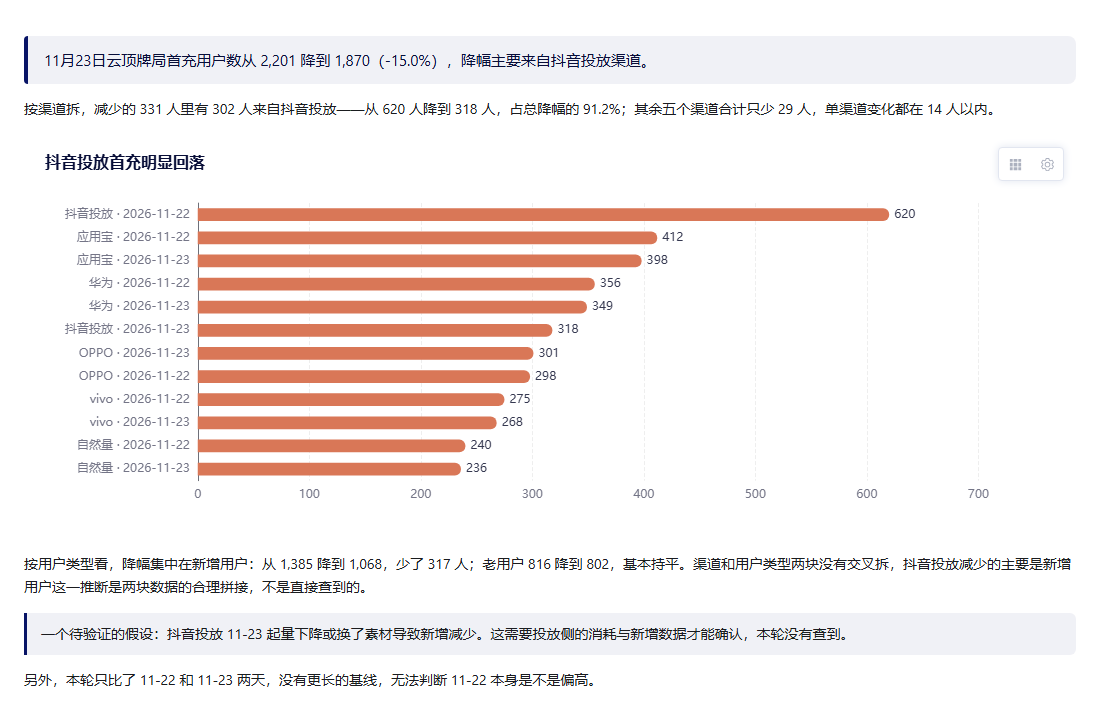 11月23日云顶牌局首充用户数从 2,201 降到 1,870（-15.0%），降幅主要来自抖音投放渠道。
按渠道拆，减少的 331 人里有 302 人来自抖音投放——从 620 人降到 318 人，占总降幅的 91.2%；其余五个渠道合计只少 29 人，单渠道变化都在 14 人以内。
抖音投放首充明显回落
抖音投放 · 2026-11-22 620
应用宝 · 2026-11-22 412
应用宝 · 2026-11-23 398
华为 · 2026-11-22 356
华为 · 2026-11-23 349
抖音投放 · 2026-11-23 318
OPPO · 2026-11-23 301
OPPO · 2026-11-22 298
vivo · 2026-11-22 275
vivo · 2026-11-23 268
自然量 · 2026-11-22 240
自然量 · 2026-11-23 236
0 100 200 300 400 500 600 700
按用户类型看，降幅集中在新增用户：从 1,385 降到 1,068，少了 317 人；老用户 816 降到 802，基本持平。渠道和用户类型两块没有交叉拆，抖音投放减少的主要是新增
用户这一推断是两块数据的合理拼接，不是直接查到的。
一个待验证的假设：抖音投放 11-23 起量下降或换了素材导致新增减少。这需要投放侧的消耗与新增数据才能确认，本轮没有查到。
另外，本轮只比了 11-22 和 11-23 两天，没有更长的基线，无法判断 11-22 本身是不是偏高。